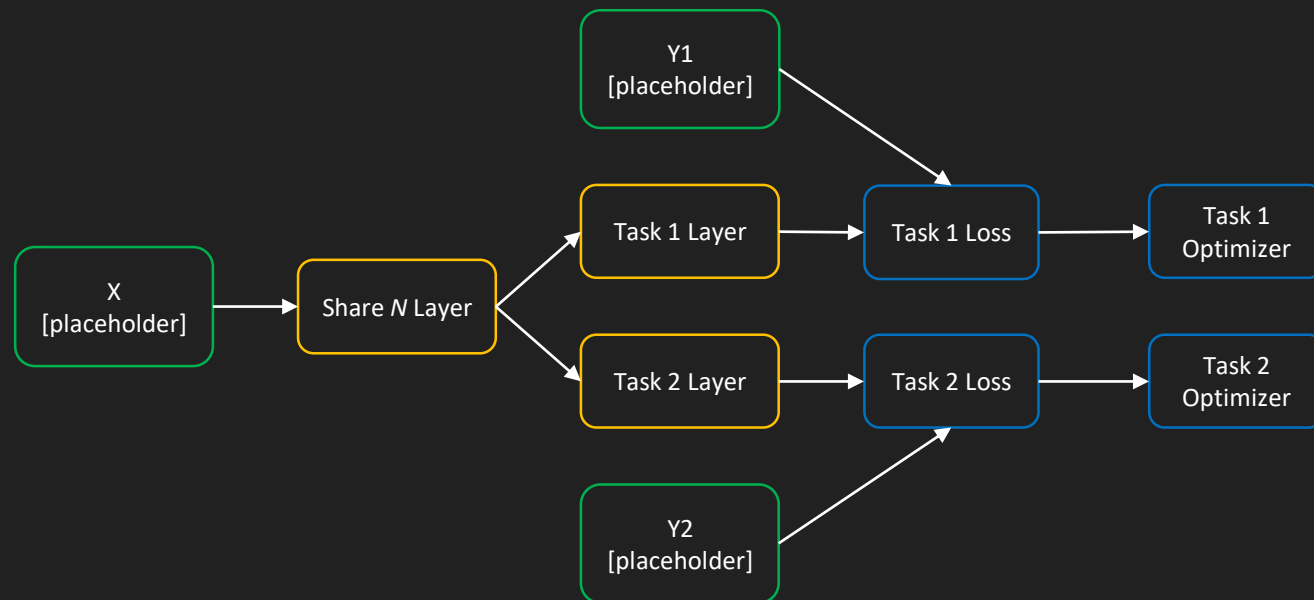 Y1
[placeholder]
Task 1 Layer
Task 1 Loss
Task 1
Optimizer
X
[placeholder]
Share N Layer
Task 2 Layer
Task 2 Loss
Task 2
Optimizer
Y2
[placeholder]